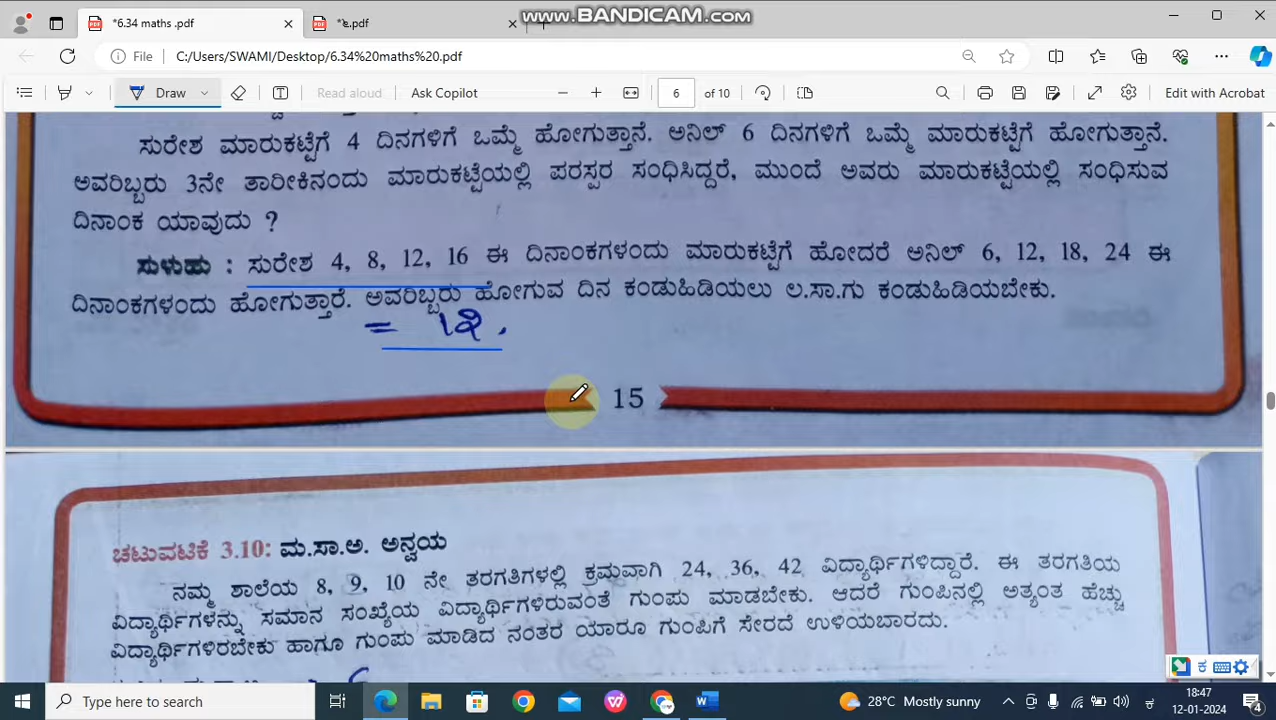 www.BANDICAM.com
*6.34 maths .pdf
File C:/Users/SWAMI/Desktop/6.34%20maths%20.pdf
Draw Read aloud Ask Copilot 6 of 10 Edit with Acrobat
ಸುರೇಶ ಮಾರುಕಟ್ಟೆಗೆ 4 ದಿನಗಳಿಗೆ ಒಮ್ಮೆ ಹೋಗುತ್ತಾನೆ. ಅನಿಲ್ 6 ದಿನಗಳಿಗೆ ಒಮ್ಮೆ ಮಾರುಕಟ್ಟೆಗೆ ಹೋಗುತ್ತಾನೆ.
ಅವರಿಬ್ಬರು 3ನೇ ತಾರೀಕಿನಂದು ಮಾರುಕಟ್ಟೆಯಲ್ಲಿ ಪರಸ್ಪರ ಸಂಧಿಸಿದ್ದರೆ, ಮುಂದೆ ಅವರು ಮಾರುಕಟ್ಟೆಯಲ್ಲಿ ಸಂಧಿಸುವ
ದಿನಾಂಕ ಯಾವುದು ?
ಸುಳುಹು : ಸುರೇಶ 4, 8, 12, 16 ಈ ದಿನಾಂಕಗಳಂದು ಮಾರುಕಟ್ಟೆಗೆ ಹೋದರೆ ಅನಿಲ್ 6, 12, 18, 24 ಈ
ದಿನಾಂಕಗಳಂದು ಹೋಗುತ್ತಾರೆ. ಅವರಿಬ್ಬರು ಹೋಗುವ ದಿನ ಕಂಡುಹಿಡಿಯಲು ಲ.ಸಾ.ಗು ಕಂಡುಹಿಡಿಯಬೇಕು.
= 12.
15
ಚಟುವಟಿಕೆ 3.10: ಮ.ಸಾ.ಅ. ಅನ್ವಯ
ನಮ್ಮ ಶಾಲೆಯ 8, 9, 10 ನೇ ತರಗತಿಗಳಲ್ಲಿ ಕ್ರಮವಾಗಿ 24, 36, 42 ವಿದ್ಯಾರ್ಥಿಗಳಿದ್ದಾರೆ. ಈ ತರಗತಿಯ
ವಿದ್ಯಾರ್ಥಿಗಳನ್ನು ಸಮಾನ ಸಂಖ್ಯೆಯ ವಿದ್ಯಾರ್ಥಿಗಳಿರುವಂತೆ ಗುಂಪು ಮಾಡಬೇಕು. ಆದರೆ ಗುಂಪಿನಲ್ಲಿ ಅತ್ಯಂತ ಹೆಚ್ಚು
ವಿದ್ಯಾರ್ಥಿಗಳಿರಬೇಕು ಹಾಗೂ ಗುಂಪು ಮಾಡಿದ ನಂತರ ಯಾರೂ ಗುಂಪಿಗೆ ಸೇರದೆ ಉಳಿಯಬಾರದು.
Type here to search 28°C Mostly sunny 18:47
12-01-2024